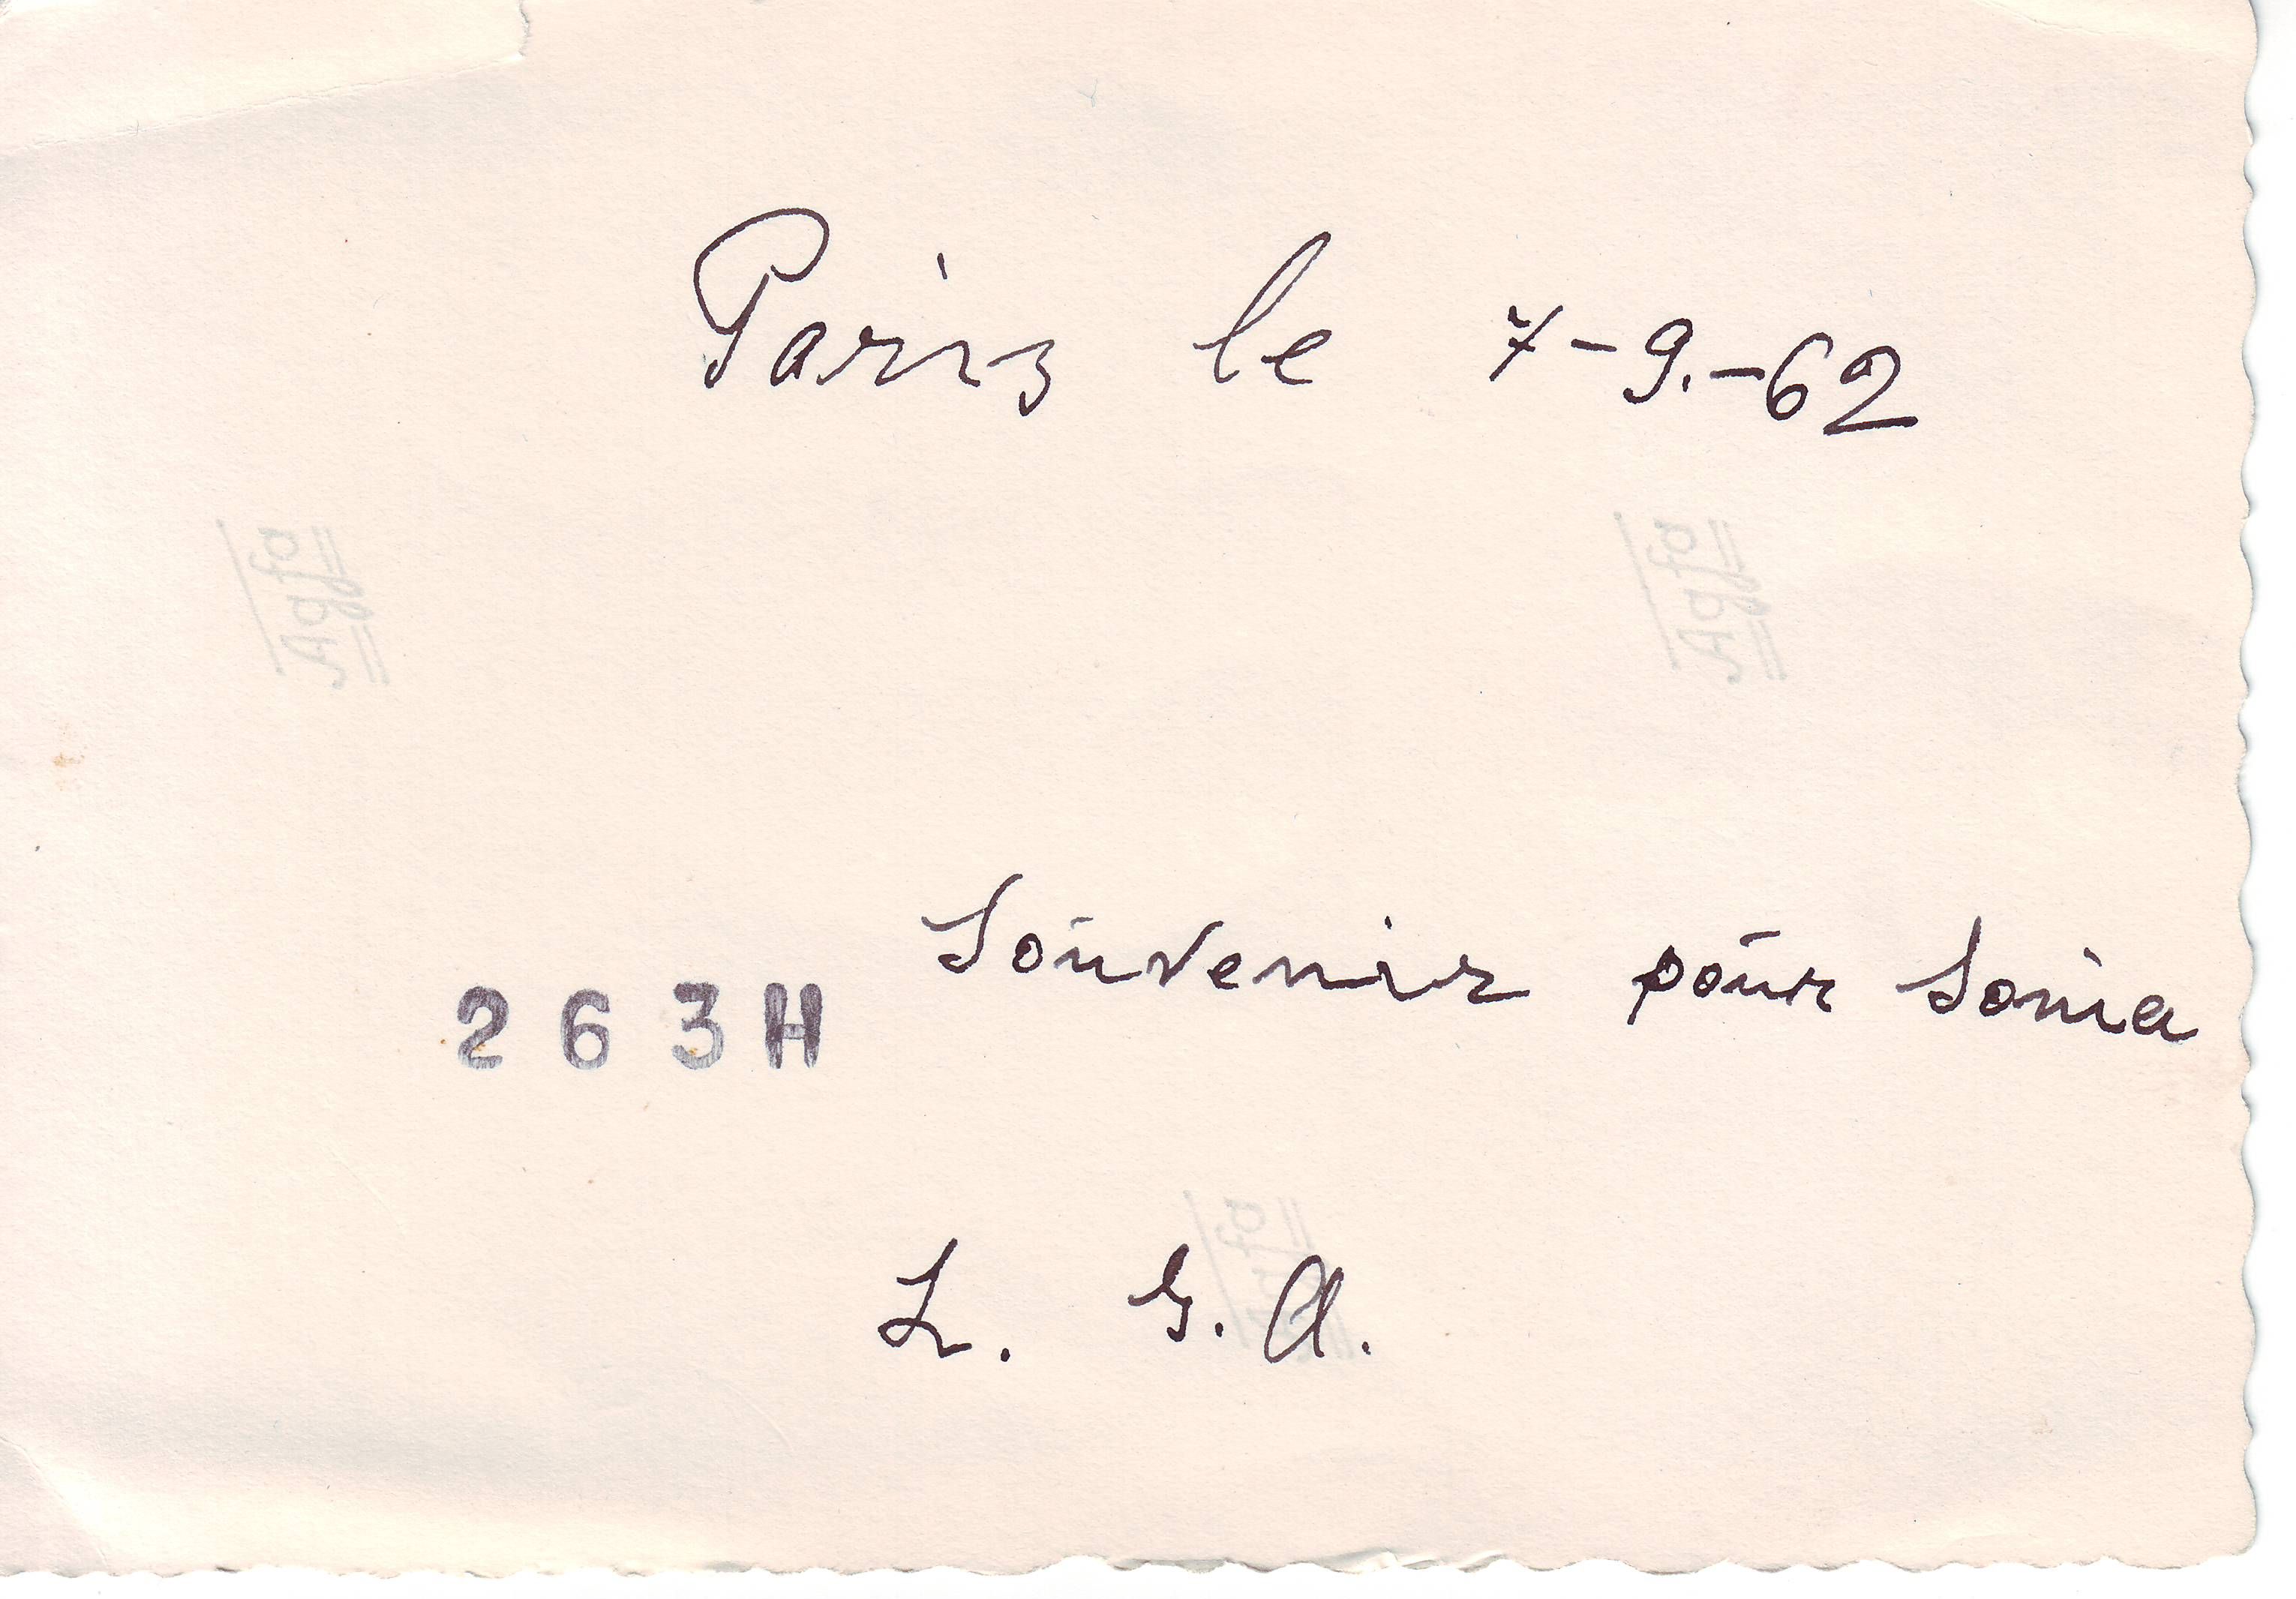 Paris le 7-9.-62
Agfa
Agfa
Souvenir pour Sonia
263H
L. G. A.
Agfa